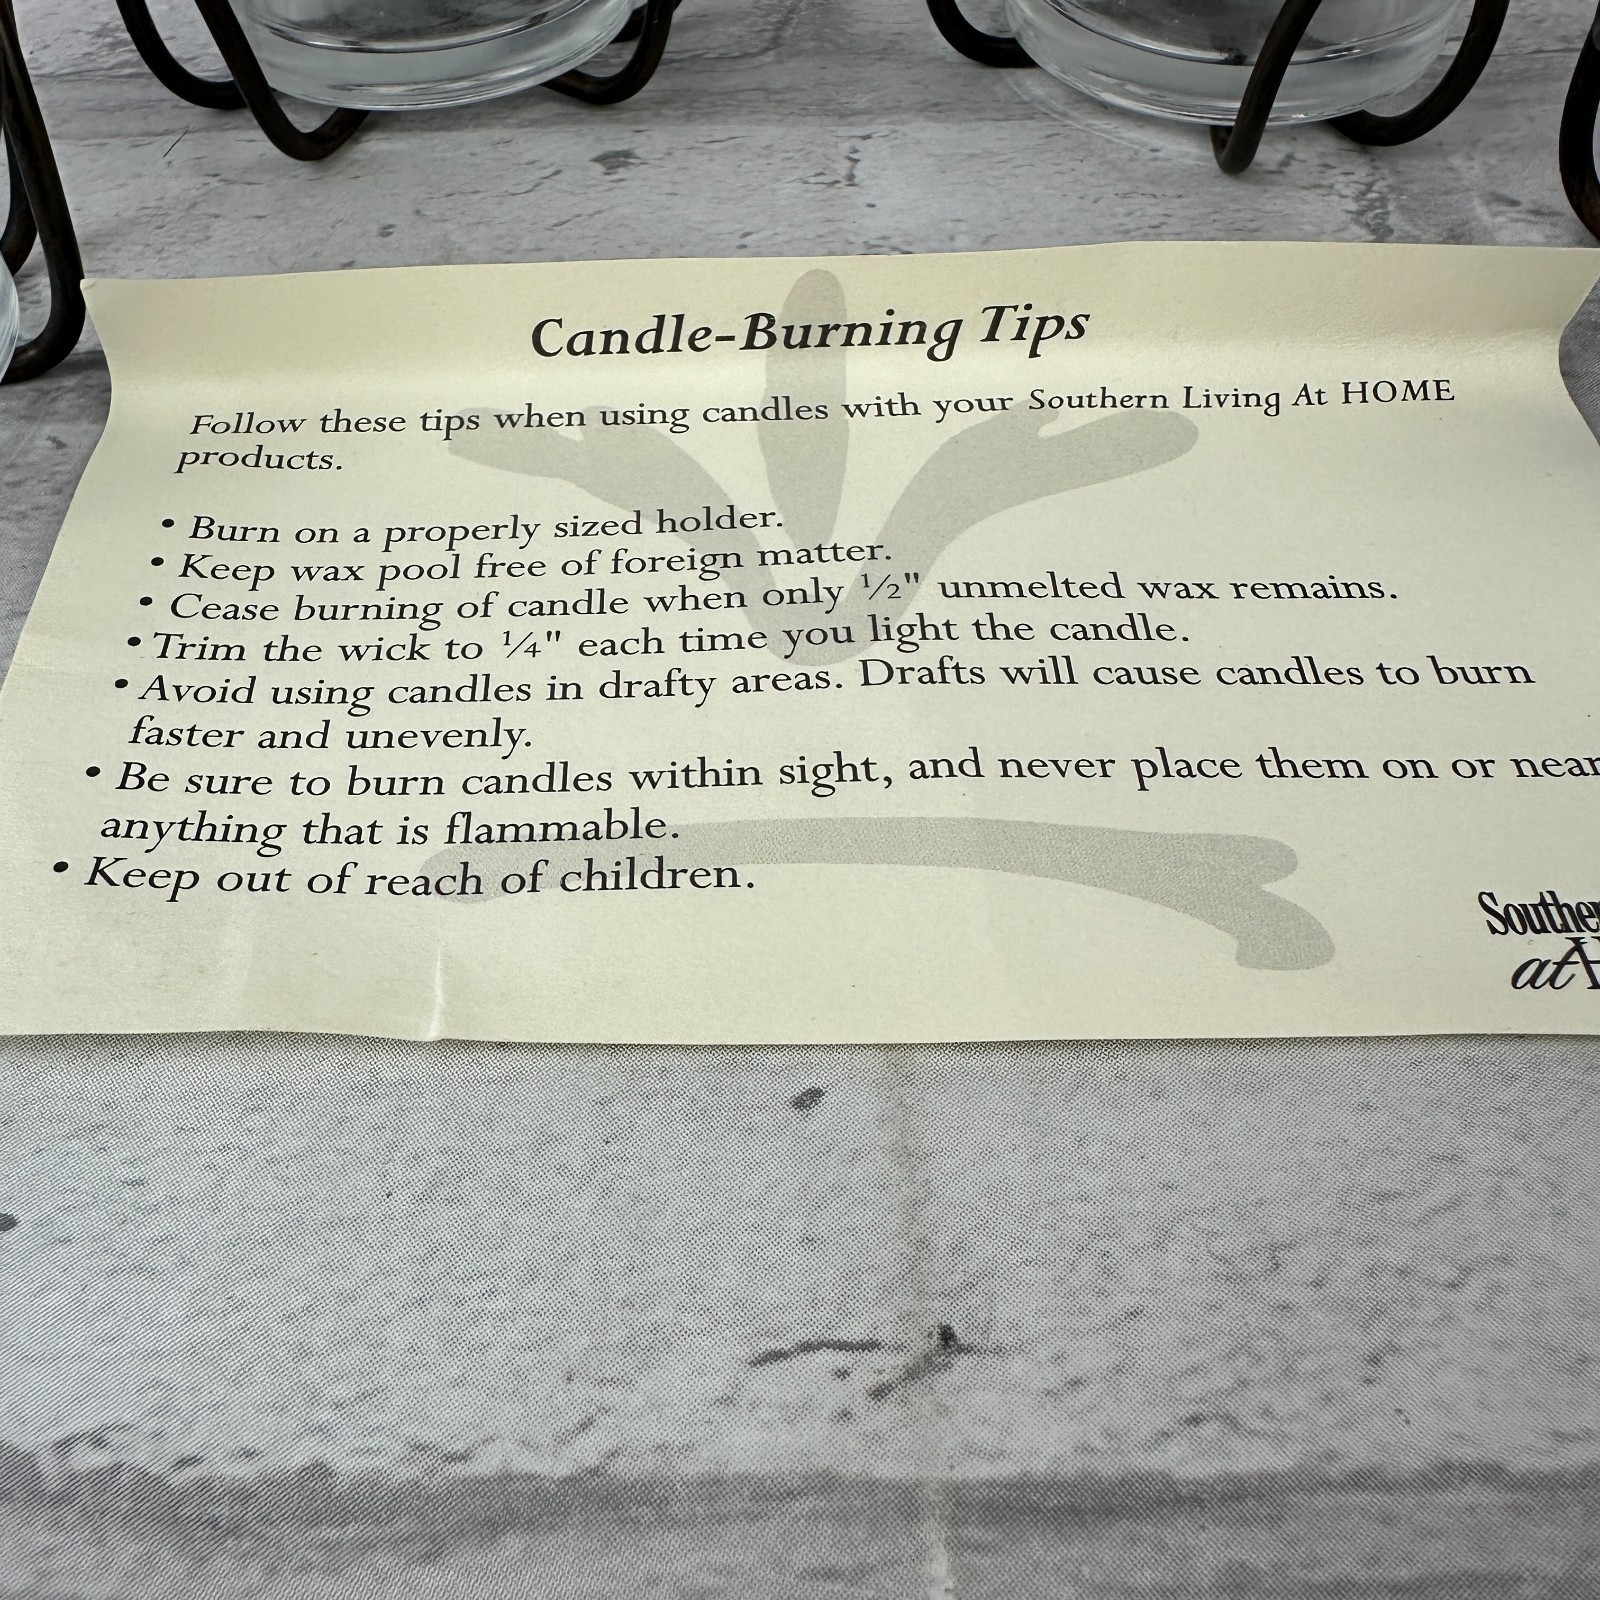 Candle-Burning Tips
Follow these tips when using candles with your Southern Living At HOME
products.
• Burn on a properly sized holder.
• Keep wax pool free of foreign matter.
• Cease burning of candle when only ½" unmelted wax remains.
• Trim the wick to ¼" each time you light the candle.
• Avoid using candles in drafty areas. Drafts will cause candles to burn
faster and unevenly.
• Be sure to burn candles within sight, and never place them on or near
anything that is flammable.
• Keep out of reach of children.
at